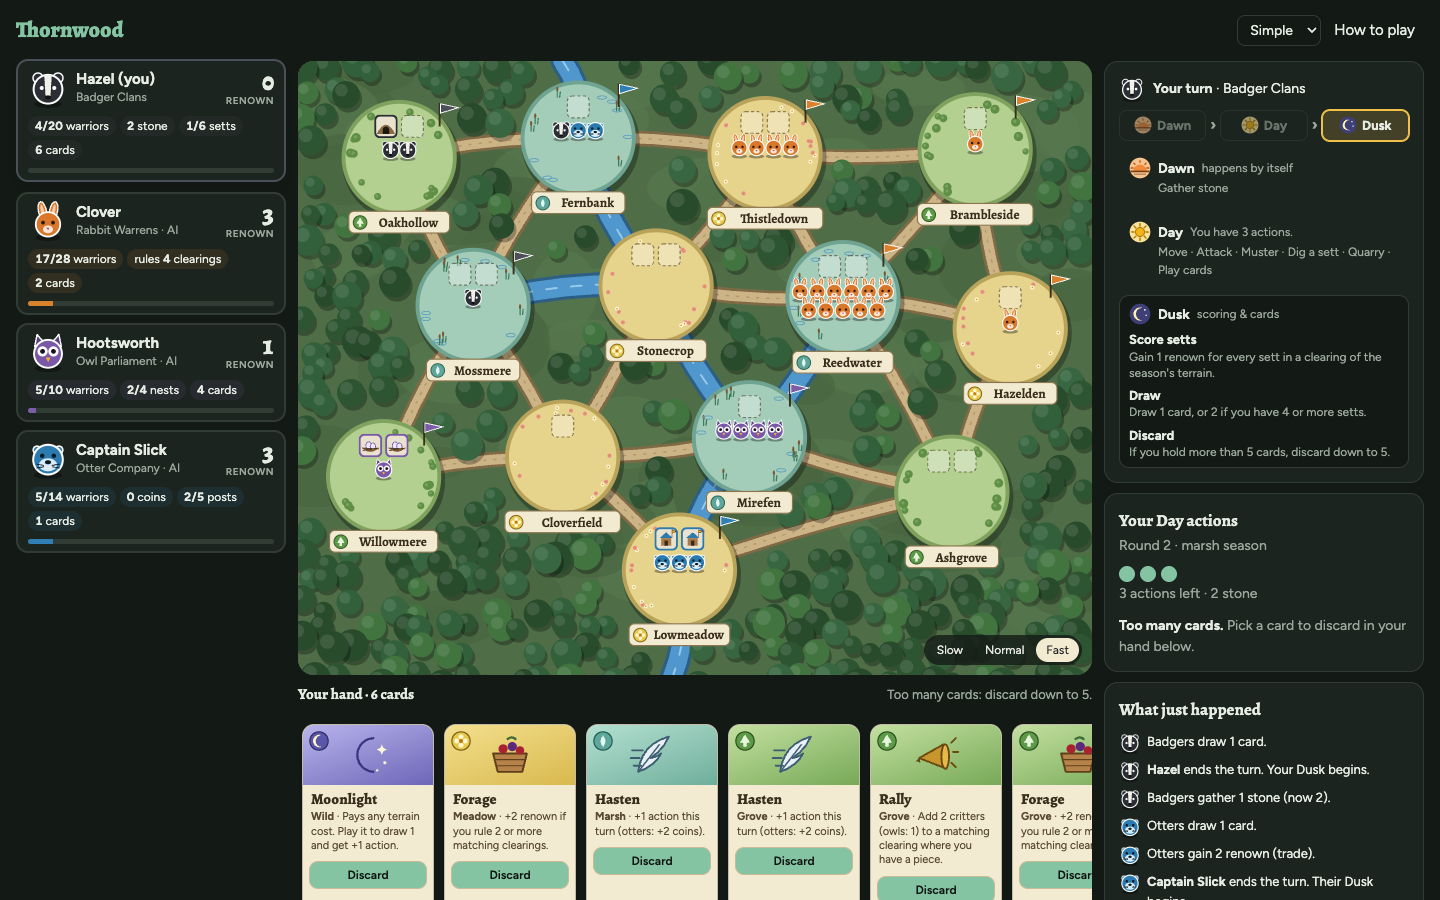 Thornwood
Simple
How to play
Hazel (you)
Badger Clans
0
RENOWN
4/20 warriors
2 stone
1/6 setts
6 cards
Clover
Rabbit Warrens · AI
3
RENOWN
17/28 warriors
rules 4 clearings
2 cards
Hootsworth
Owl Parliament · AI
1
RENOWN
5/10 warriors
2/4 nests
4 cards
Captain Slick
Otter Company · AI
3
RENOWN
5/14 warriors
0 coins
2/5 posts
1 cards
Oakhollow
Fernbank
Thistledown
Brambleside
Mossmere
Stonecrop
Reedwater
Hazelden
Willowmere
Cloverfield
Mirefen
Ashgrove
Lowmeadow
Slow
Normal
Fast
Your hand · 6 cards
Too many cards: discard down to 5.
Moonlight
Wild · Pays any terrain
cost. Play it to draw 1
and get +1 action.
Discard
Forage
Meadow · +2 renown if
you rule 2 or more
matching clearings.
Discard
Hasten
Marsh · +1 action this
turn (otters: +2 coins).
Discard
Hasten
Grove · +1 action this
turn (otters: +2 coins).
Discard
Rally
Grove · Add 2 critters
(owls: 1) to a matching
clearing where you
have a piece.
Discard
Forage
Grove · +2 ren
you rule 2 or m
matching clear
Discar
Your turn · Badger Clans
Dawn
›
Day
›
Dusk
Dawn happens by itself
Gather stone
Day You have 3 actions.
Move · Attack · Muster · Dig a sett · Quarry ·
Play cards
Dusk scoring & cards
Score setts
Gain 1 renown for every sett in a clearing of the
season's terrain.
Draw
Draw 1 card, or 2 if you have 4 or more setts.
Discard
If you hold more than 5 cards, discard down to 5.
Your Day actions
Round 2 · marsh season
3 actions left · 2 stone
Too many cards. Pick a card to discard in your
hand below.
What just happened
Badgers draw 1 card.
Hazel ends the turn. Your Dusk begins.
Badgers gather 1 stone (now 2).
Otters draw 1 card.
Otters gain 2 renown (trade).
Captain Slick ends the turn. Their Dusk
begins.